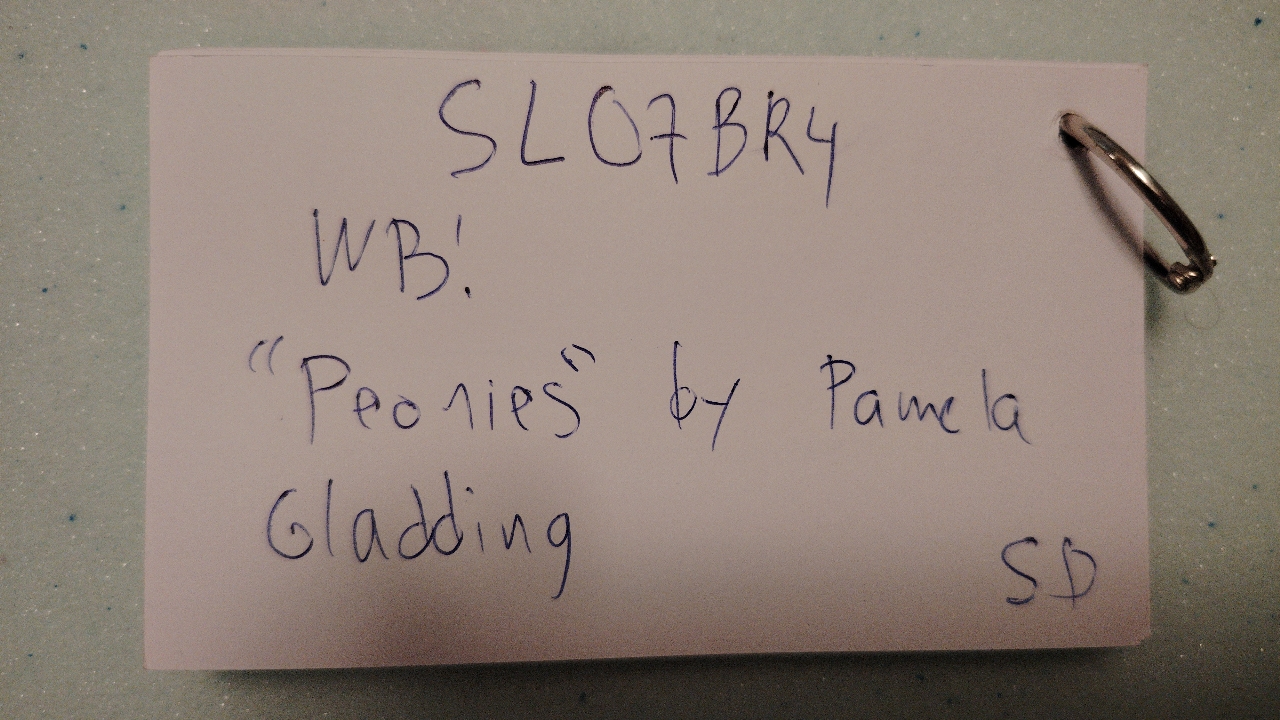 SL07BR4
WB!
"Peonies" by Pamela
Gladding
SD